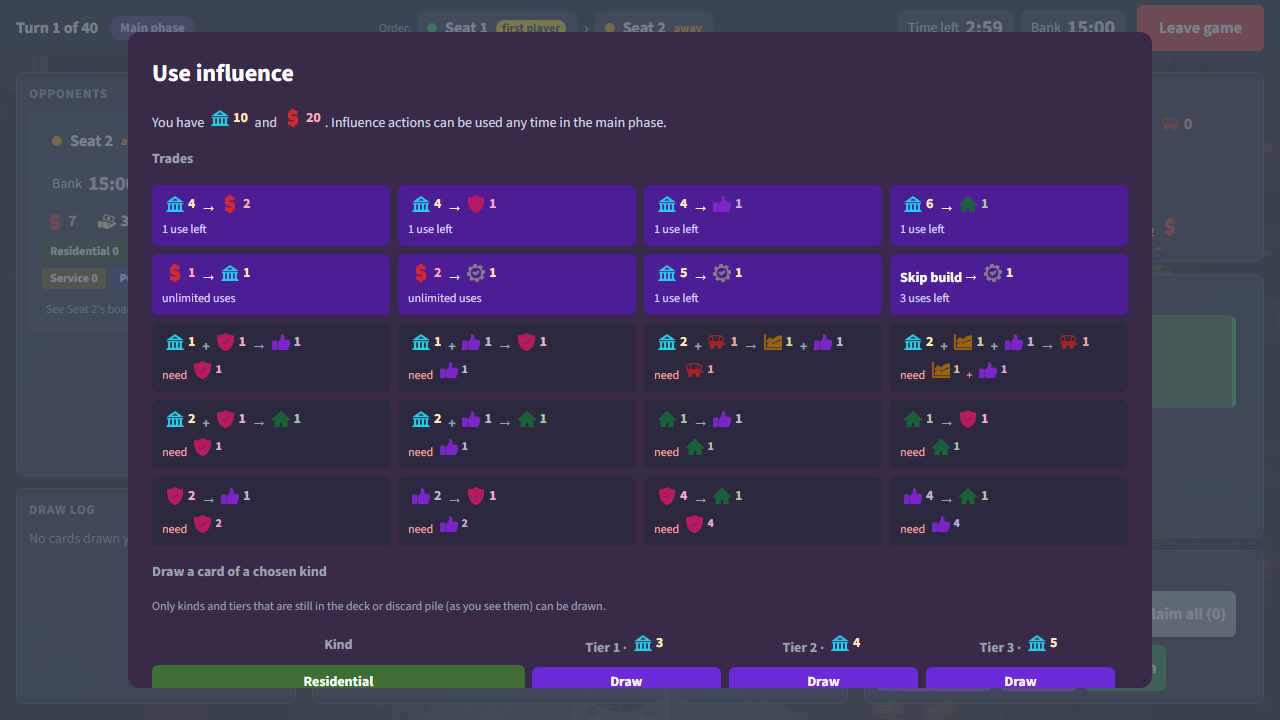 Turn 1 of 40 Main phase Order: Seat 1 first player › Seat 2 away Time left 2:59 Bank 15:00 Leave game
OPPONENTS
Seat 2
Bank 15:0
7 3
Residential 0
Service 0
See Seat 2's boa
DRAW LOG
No cards drawn y
0
laim all (0)
Use influence
You have 10 and $ 20 . Influence actions can be used any time in the main phase.
Trades
4 → $ 2
1 use left
4 → 1
1 use left
4 → 1
1 use left
6 → 1
1 use left
$ 1 → 1
unlimited uses
$ 2 → 1
unlimited uses
5 → 1
1 use left
Skip build → 1
3 uses left
1 + 1 → 1
need 1
1 + 1 → 1
need 1
2 + 1 → 1 + 1
need 1
2 + 1 + 1 → 1
need 1 + 1
2 + 1 → 1
need 1
2 + 1 → 1
need 1
1 → 1
need 1
1 → 1
need 1
2 → 1
need 2
2 → 1
need 2
4 → 1
need 4
4 → 1
need 4
Draw a card of a chosen kind
Only kinds and tiers that are still in the deck or discard pile (as you see them) can be drawn.
Kind Tier 1 · 3 Tier 2 · 4 Tier 3 · 5
Residential Draw Draw Draw